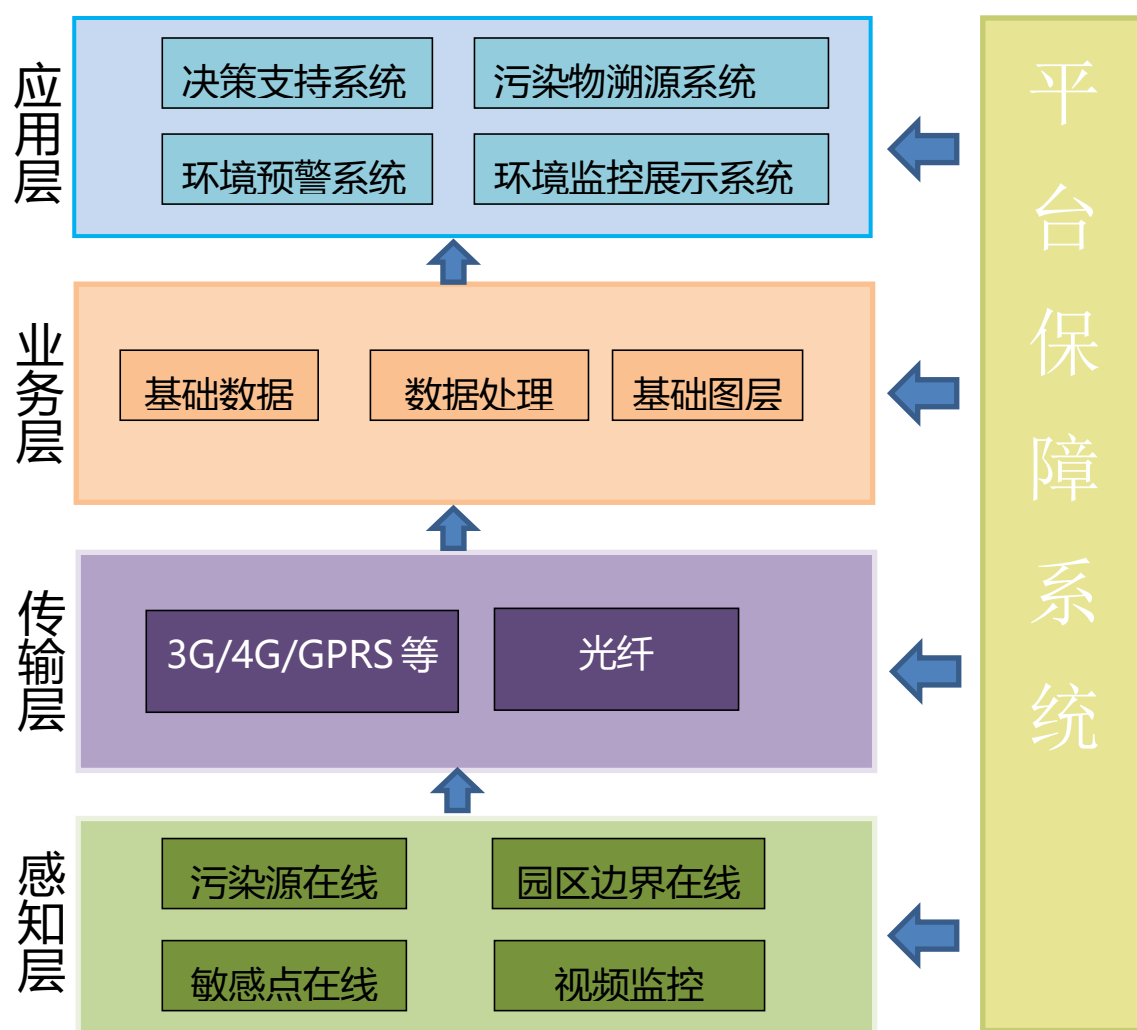 应用层
决策支持系统
污染物溯源系统
环境预警系统
环境监控展示系统
业务层
基础数据
数据处理
基础图层
传输层
3G/4G/GPRS 等
光纤
感知层
污染源在线
园区边界在线
敏感点在线
视频监控
平台保障系统